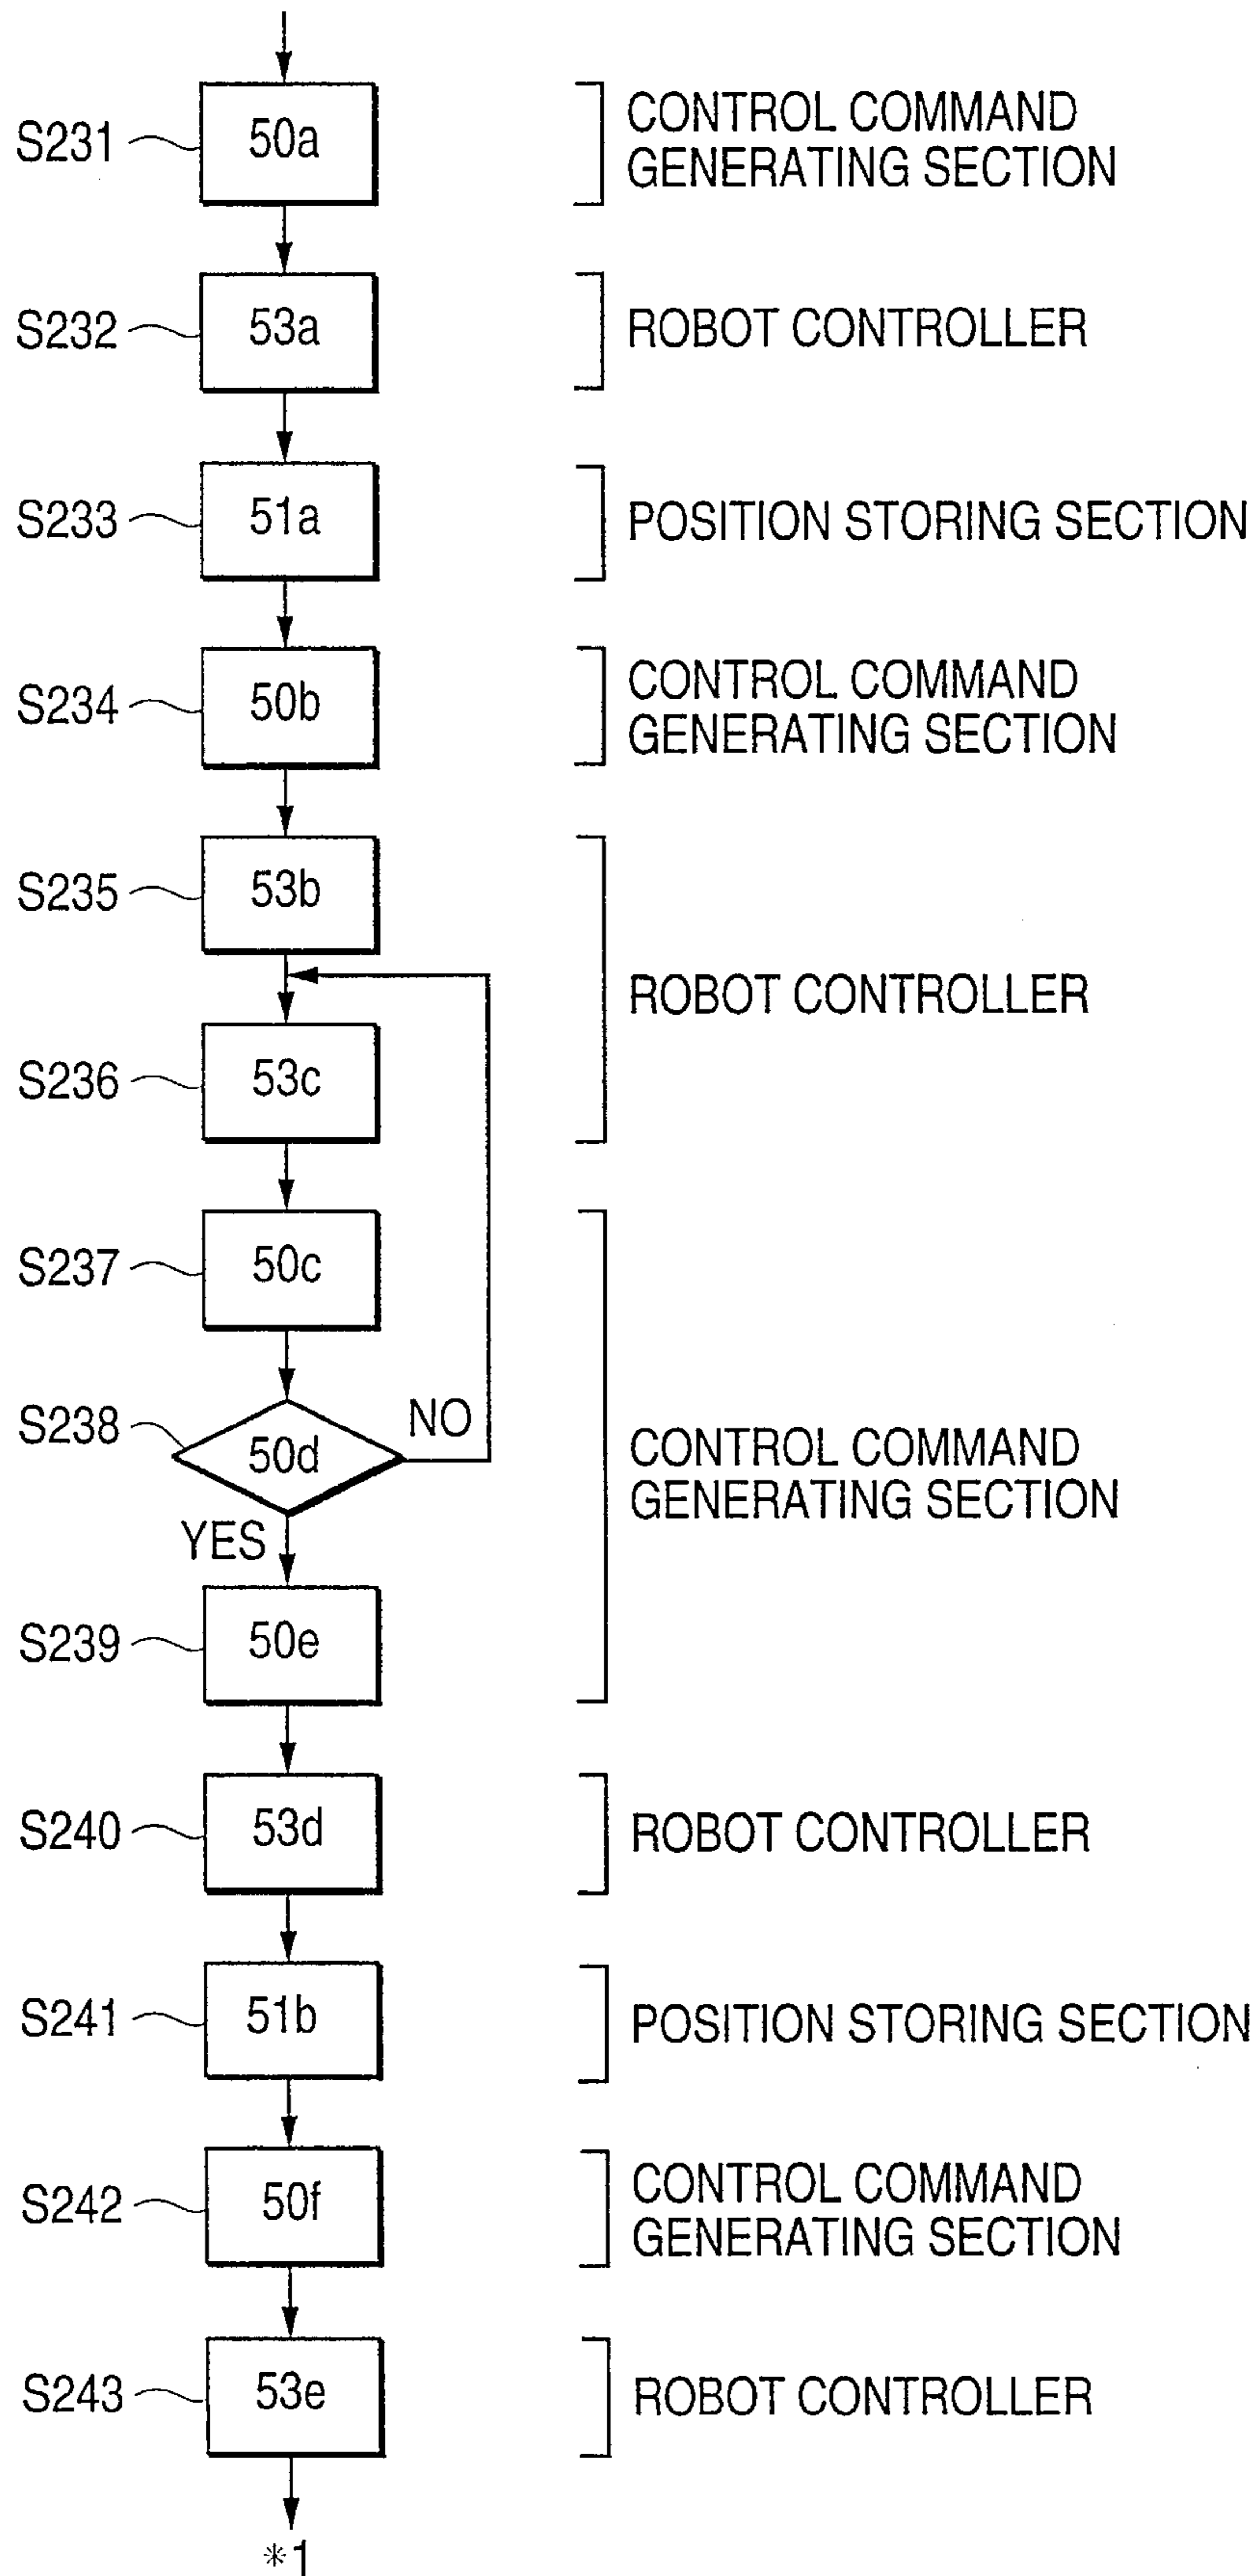 S231
50a
CONTROL COMMAND
GENERATING SECTION
S232
53a
ROBOT CONTROLLER
S233
51a
POSITION STORING SECTION
S234
50b
CONTROL COMMAND
GENERATING SECTION
S235
53b
ROBOT CONTROLLER
S236
53c
S237
50c
S238
50d
NO
CONTROL COMMAND
GENERATING SECTION
YES
S239
50e
S240
53d
ROBOT CONTROLLER
S241
51b
POSITION STORING SECTION
S242
50f
CONTROL COMMAND
GENERATING SECTION
S243
53e
ROBOT CONTROLLER
*1